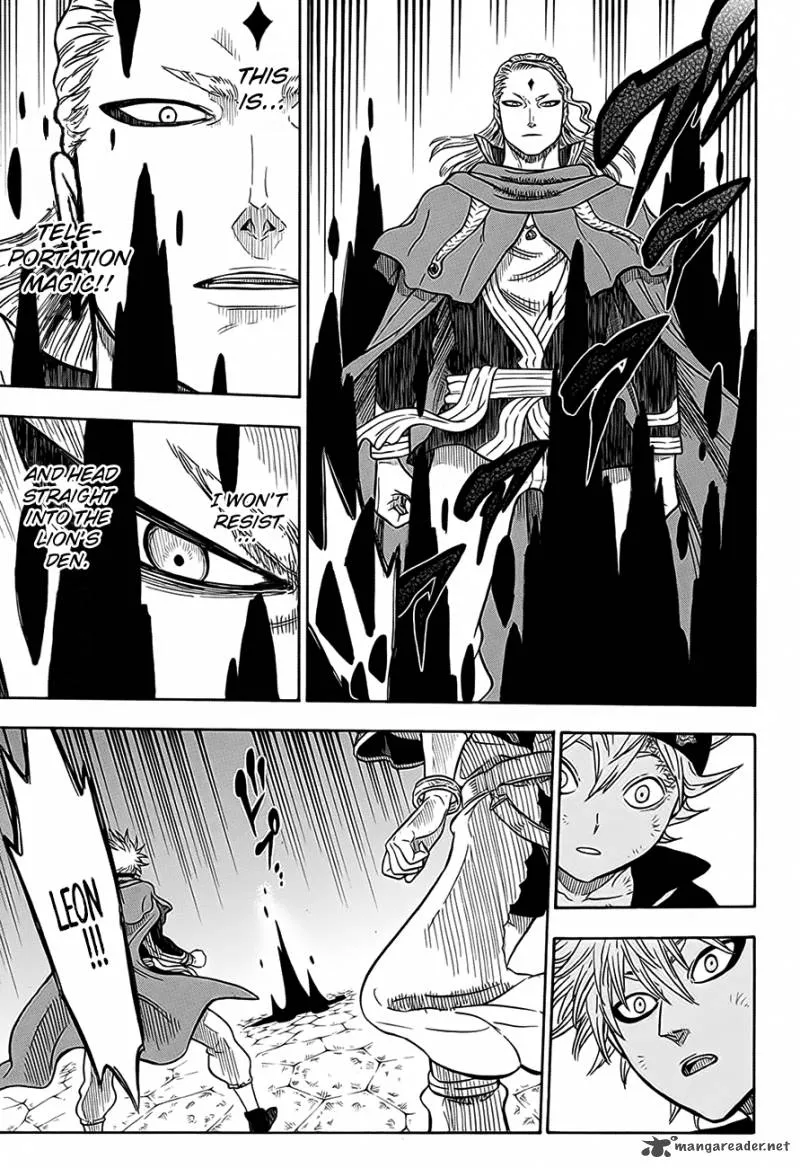 THIS
IS...
TELE-
PORTATION
MAGIC!!
I WON'T
RESIST...
AND HEAD
STRAIGHT
INTO THE
LION'S
DEN.
LEON
!!!
mangareader.net